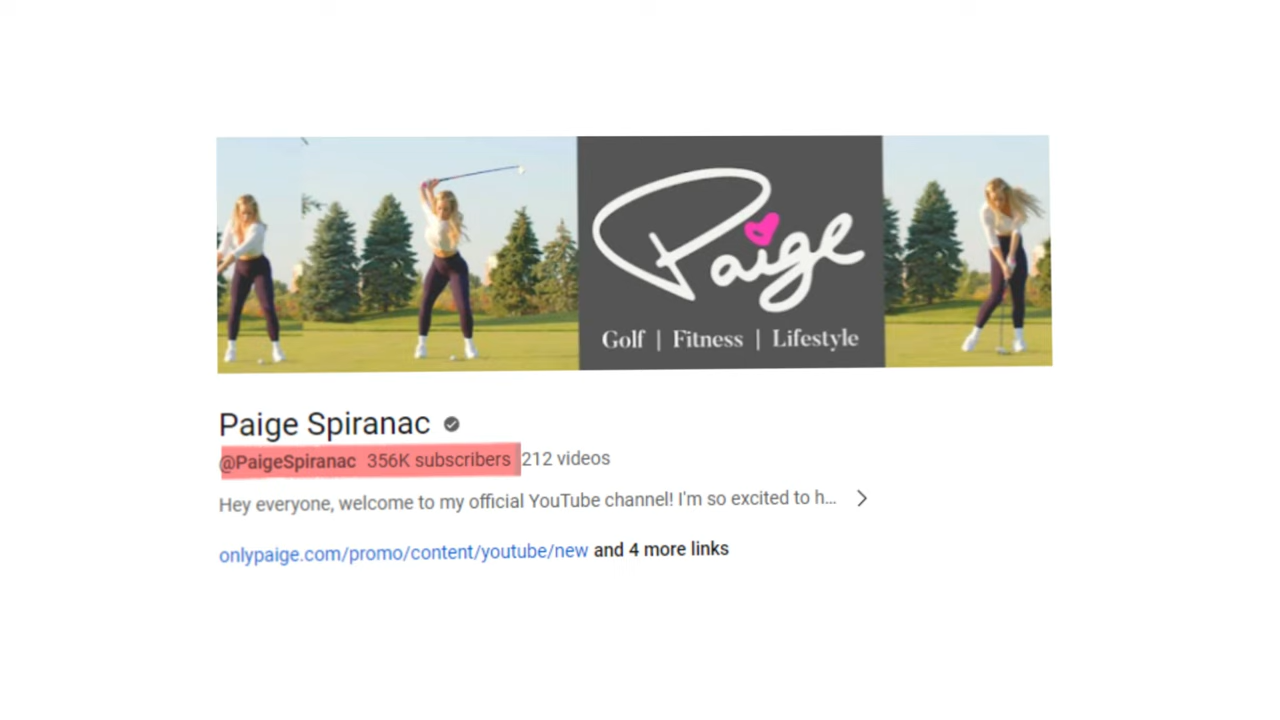 Paige
Golf | Fitness | Lifestyle
Paige Spiranac
@PaigeSpiranac 356K subscribers 212 videos
Hey everyone, welcome to my official YouTube channel! I'm so excited to h...
onlypaige.com/promo/content/youtube/new and 4 more links